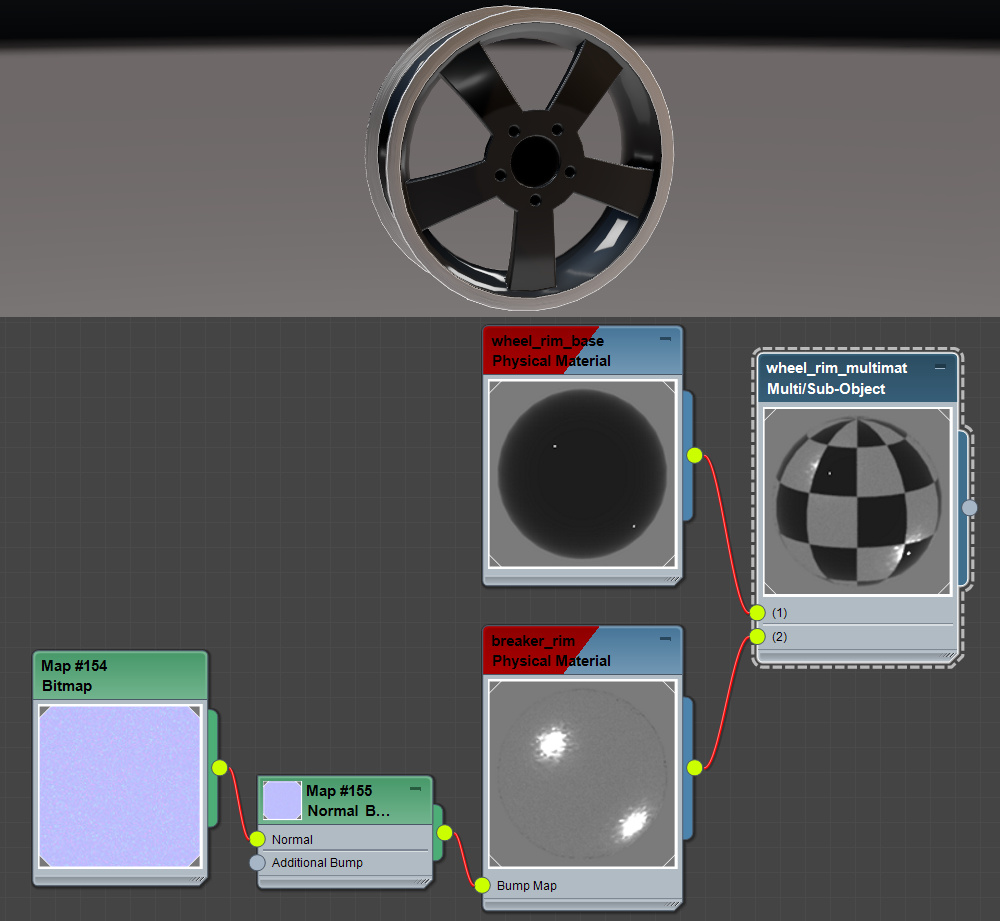 wheel_rim_base
Physical Material
wheel_rim_multimat
Multi/Sub-Object
(1)
(2)
breaker_rim
Physical Material
Bump Map
Map #154
Bitmap
Map #155
Normal B...
Normal
Additional Bump